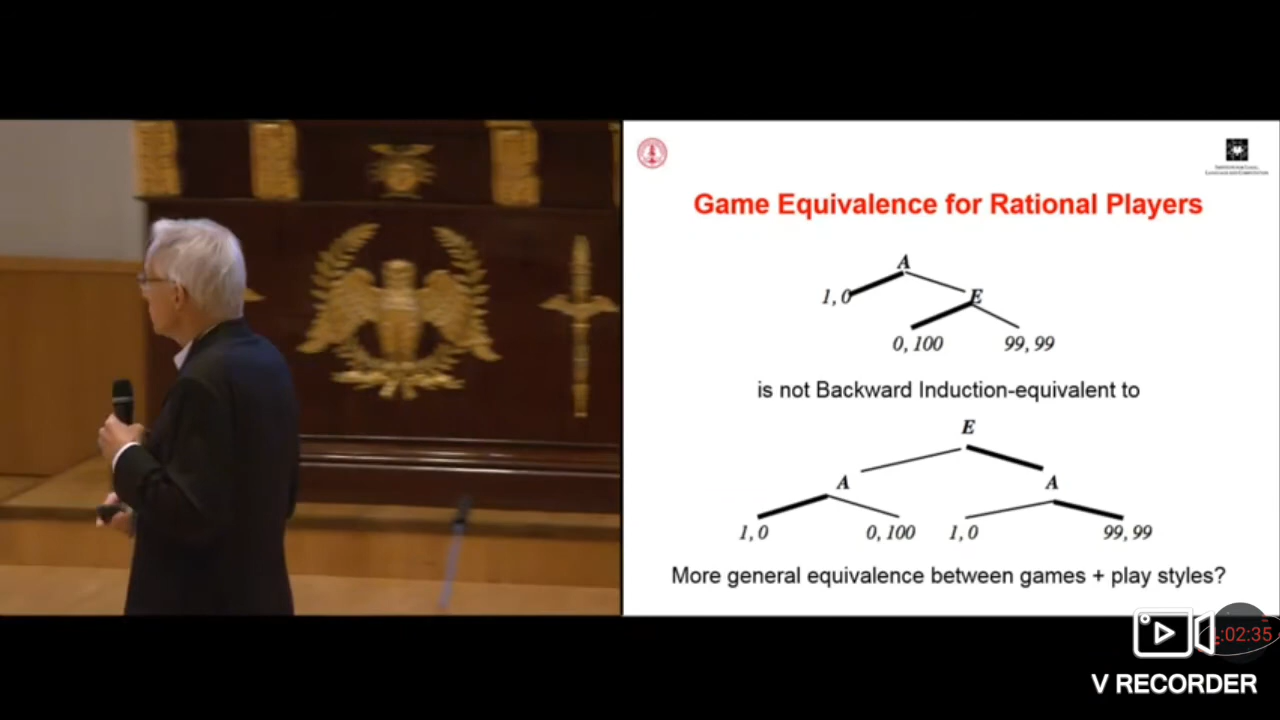 Game Equivalence for Rational Players
A
1, 0
E
0, 100 99, 99
is not Backward Induction-equivalent to
E
A A
1, 0 0, 100 1, 0 99, 99
More general equivalence between games + play styles?
:02:35
V RECORDER